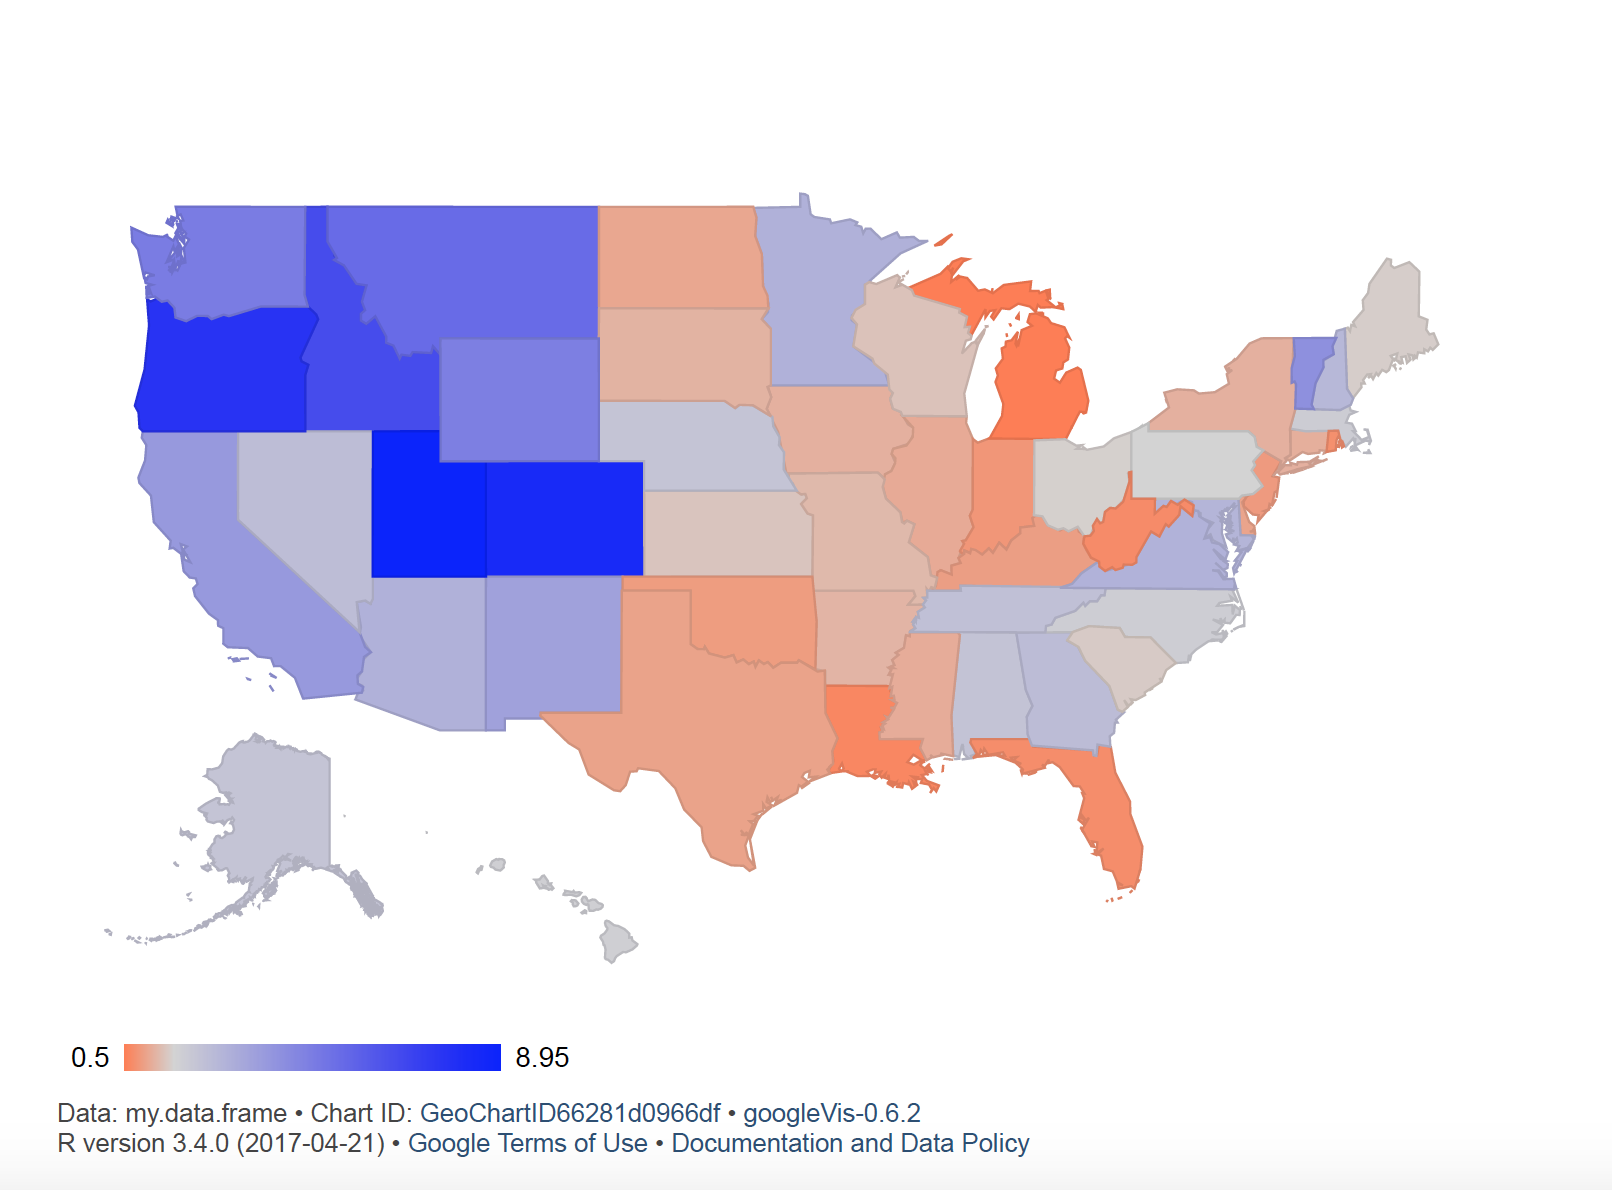 0.5 8.95
Data: my.data.frame • Chart ID: GeoChartID66281d0966df • googleVis-0.6.2
R version 3.4.0 (2017-04-21) • Google Terms of Use • Documentation and Data Policy